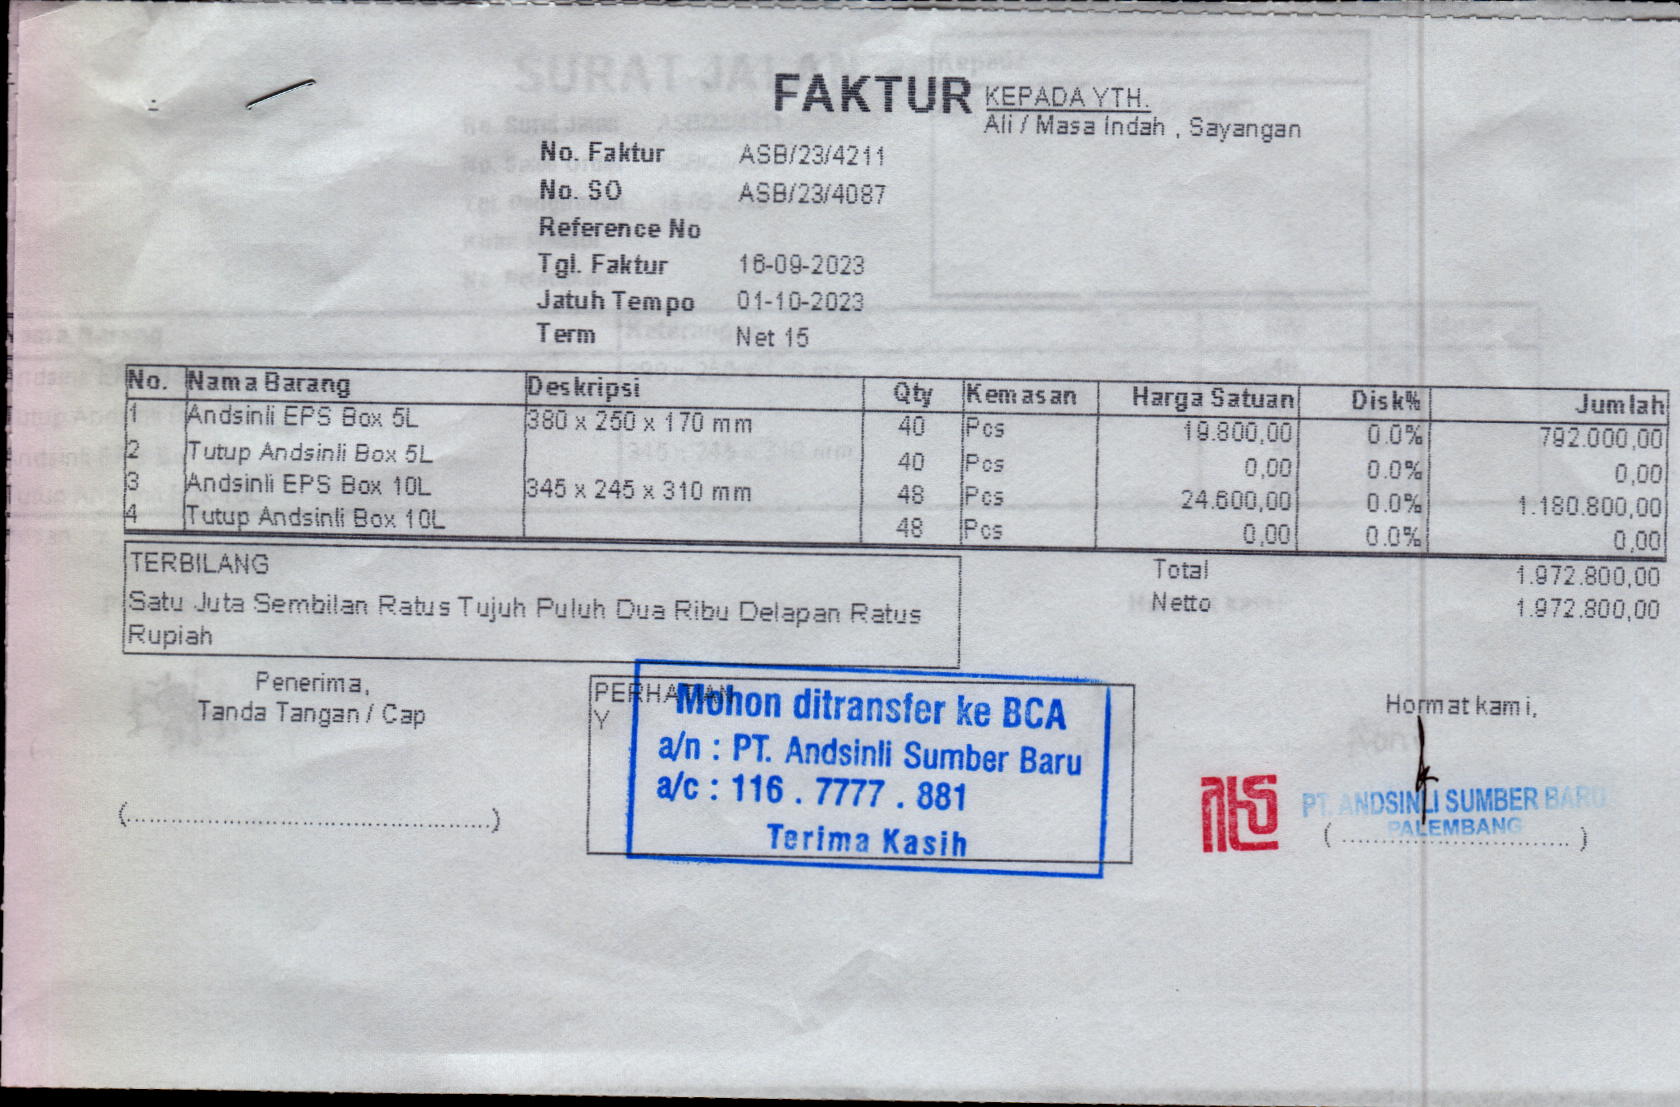 FAKTUR
KEPADA YTH.
Ali / Masa Indah , Sayangan
No. Faktur ASB/23/4211
No. SO ASB/23/4087
Reference No
Tgl. Faktur 16-09-2023
Jatuh Tempo 01-10-2023
Term Net 15
No. Nama Barang Deskripsi Qty Kemasan Harga Satuan Disk% Jumlah
1 Andsinli EPS Box 5L 380 x 250 x 170 mm 40 Pcs 19.800,00 0.0% 792.000,00
2 Tutup Andsinli Box 5L 40 Pcs 0,00 0.0% 0,00
3 Andsinli EPS Box 10L 345 x 245 x 310 mm 48 Pcs 24.600,00 0.0% 1.180.800,00
4 Tutup Andsinli Box 10L 48 Pcs 0,00 0.0% 0,00
TERBILANG
Satu Juta Sembilan Ratus Tujuh Puluh Dua Ribu Delapan Ratus
Rupiah
Total 1.972.800,00
Netto 1.972.800,00
Penerima,
Tanda Tangan / Cap
PERHATIAN
Y
Mohon ditransfer ke BCA
a/n : PT. Andsinli Sumber Baru
a/c : 116 . 7777 . 881
Terima Kasih
Hormat kami,
PT. ANDSINLI SUMBER BARU
PALEMBANG